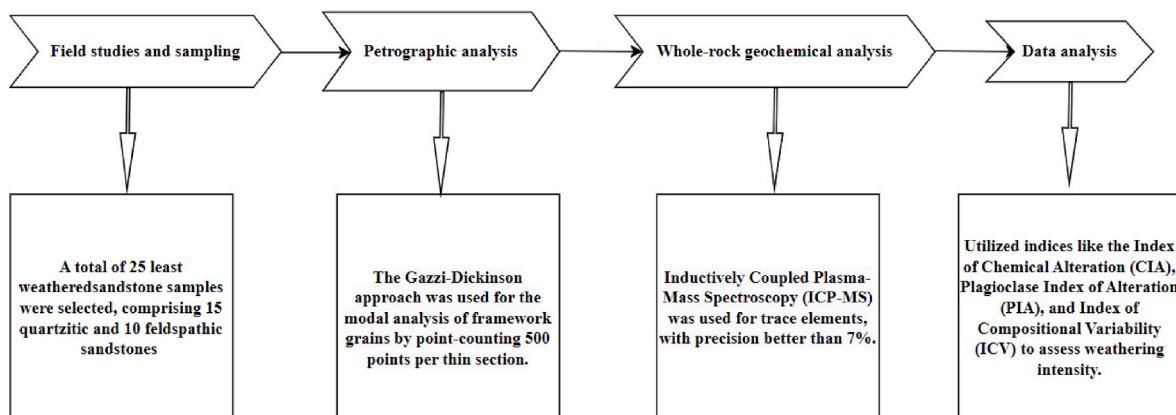 Field studies and sampling
Petrographic analysis
Whole-rock geochemical analysis
Data analysis
A total of 25 least
weatheredsandstone samples
were selected, comprising 15
quartzitic and 10 feldspathic
sandstones
The Gazzi-Dickinson
approach was used for the
modal analysis of framework
grains by point-counting 500
points per thin section.
Inductively Coupled Plasma-
Mass Spectroscopy (ICP-MS)
was used for trace elements,
with precision better than 7%.
Utilized indices like the Index
of Chemical Alteration (CIA),
Plagioclase Index of Alteration
(PIA), and Index of
Compositional Variability
(ICV) to assess weathering
intensity.